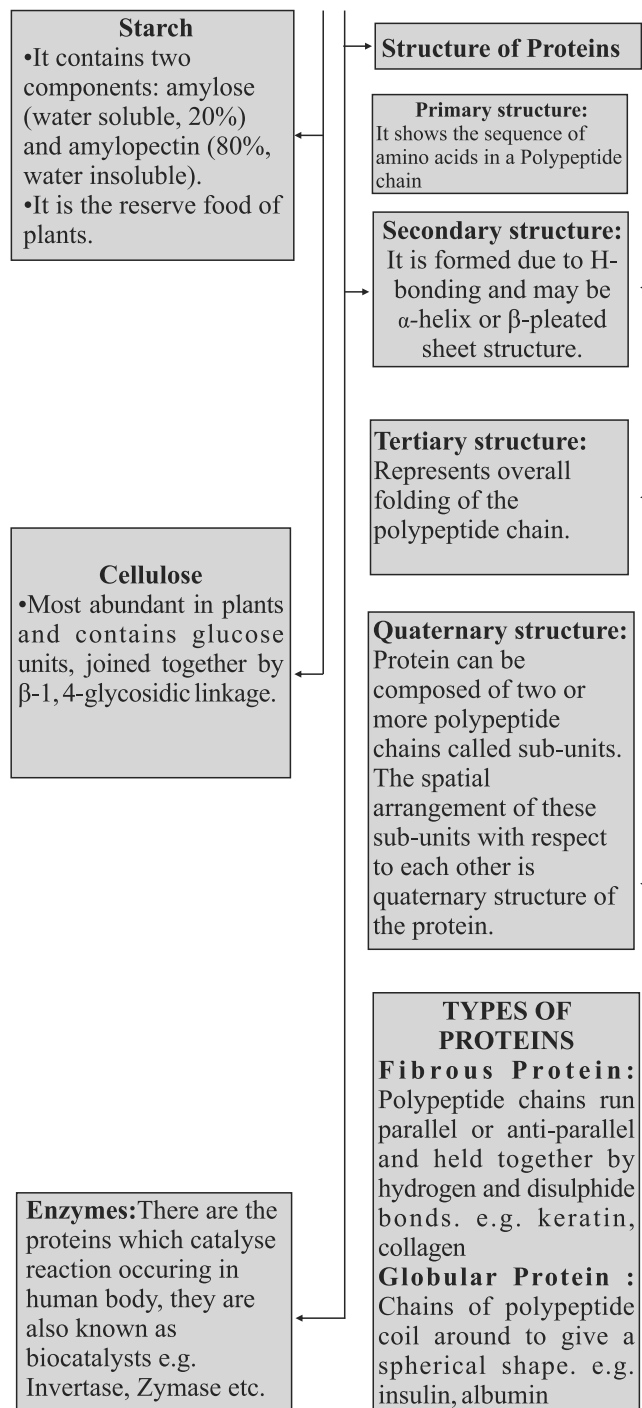 Starch
•It contains two
components: amylose
(water soluble, 20%)
and amylopectin (80%,
water insoluble).
•It is the reserve food of
plants.
Cellulose
•Most abundant in plants
and contains glucose
units, joined together by
β-1, 4-glycosidic linkage.
Enzymes:There are the
proteins which catalyse
reaction occuring in
human body, they are
also known as
biocatalysts e.g.
Invertase, Zymase etc.
Structure of Proteins
Primary structure:
It shows the sequence of
amino acids in a Polypeptide
chain
Secondary structure:
It is formed due to H-
bonding and may be
α-helix or β-pleated
sheet structure.
Tertiary structure:
Represents overall
folding of the
polypeptide chain.
Quaternary structure:
Protein can be
composed of two or
more polypeptide
chains called sub-units.
The spatial
arrangement of these
sub-units with respect
to each other is
quaternary structure of
the protein.
TYPES OF
PROTEINS
Fibrous Protein:
Polypeptide chains run
parallel or anti-parallel
and held together by
hydrogen and disulphide
bonds. e.g. keratin,
collagen
Globular Protein :
Chains of polypeptide
coil around to give a
spherical shape. e.g.
insulin, albumin